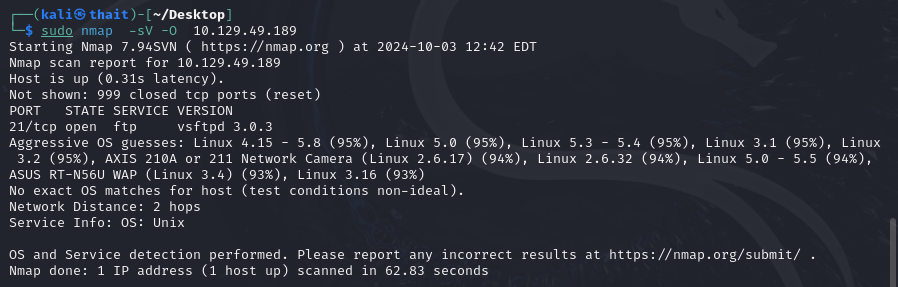 ┌──(kali㉿thait)-[~/Desktop]
└─$ sudo nmap  -sV -O  10.129.49.189
Starting Nmap 7.94SVN ( https://nmap.org ) at 2024-10-03 12:42 EDT
Nmap scan report for 10.129.49.189
Host is up (0.31s latency).
Not shown: 999 closed tcp ports (reset)
PORT   STATE SERVICE VERSION
21/tcp open  ftp     vsftpd 3.0.3
Aggressive OS guesses: Linux 4.15 - 5.8 (95%), Linux 5.0 (95%), Linux 5.3 - 5.4 (95%), Linux 3.1 (95%), Linux
 3.2 (95%), AXIS 210A or 211 Network Camera (Linux 2.6.17) (94%), Linux 2.6.32 (94%), Linux 5.0 - 5.5 (94%),
ASUS RT-N56U WAP (Linux 3.4) (93%), Linux 3.16 (93%)
No exact OS matches for host (test conditions non-ideal).
Network Distance: 2 hops
Service Info: OS: Unix

OS and Service detection performed. Please report any incorrect results at https://nmap.org/submit/ .
Nmap done: 1 IP address (1 host up) scanned in 62.83 seconds